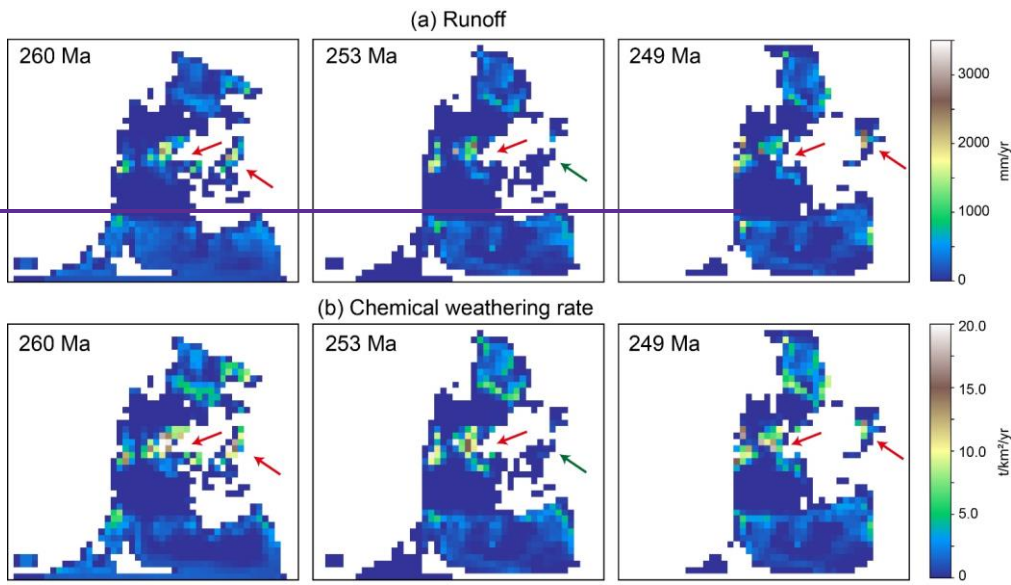 (a) Runoff
260 Ma
253 Ma
249 Ma
3000
2000
1000
0
mm/yr
(b) Chemical weathering rate
260 Ma
253 Ma
249 Ma
20.0
15.0
10.0
5.0
0
t/km²/yr